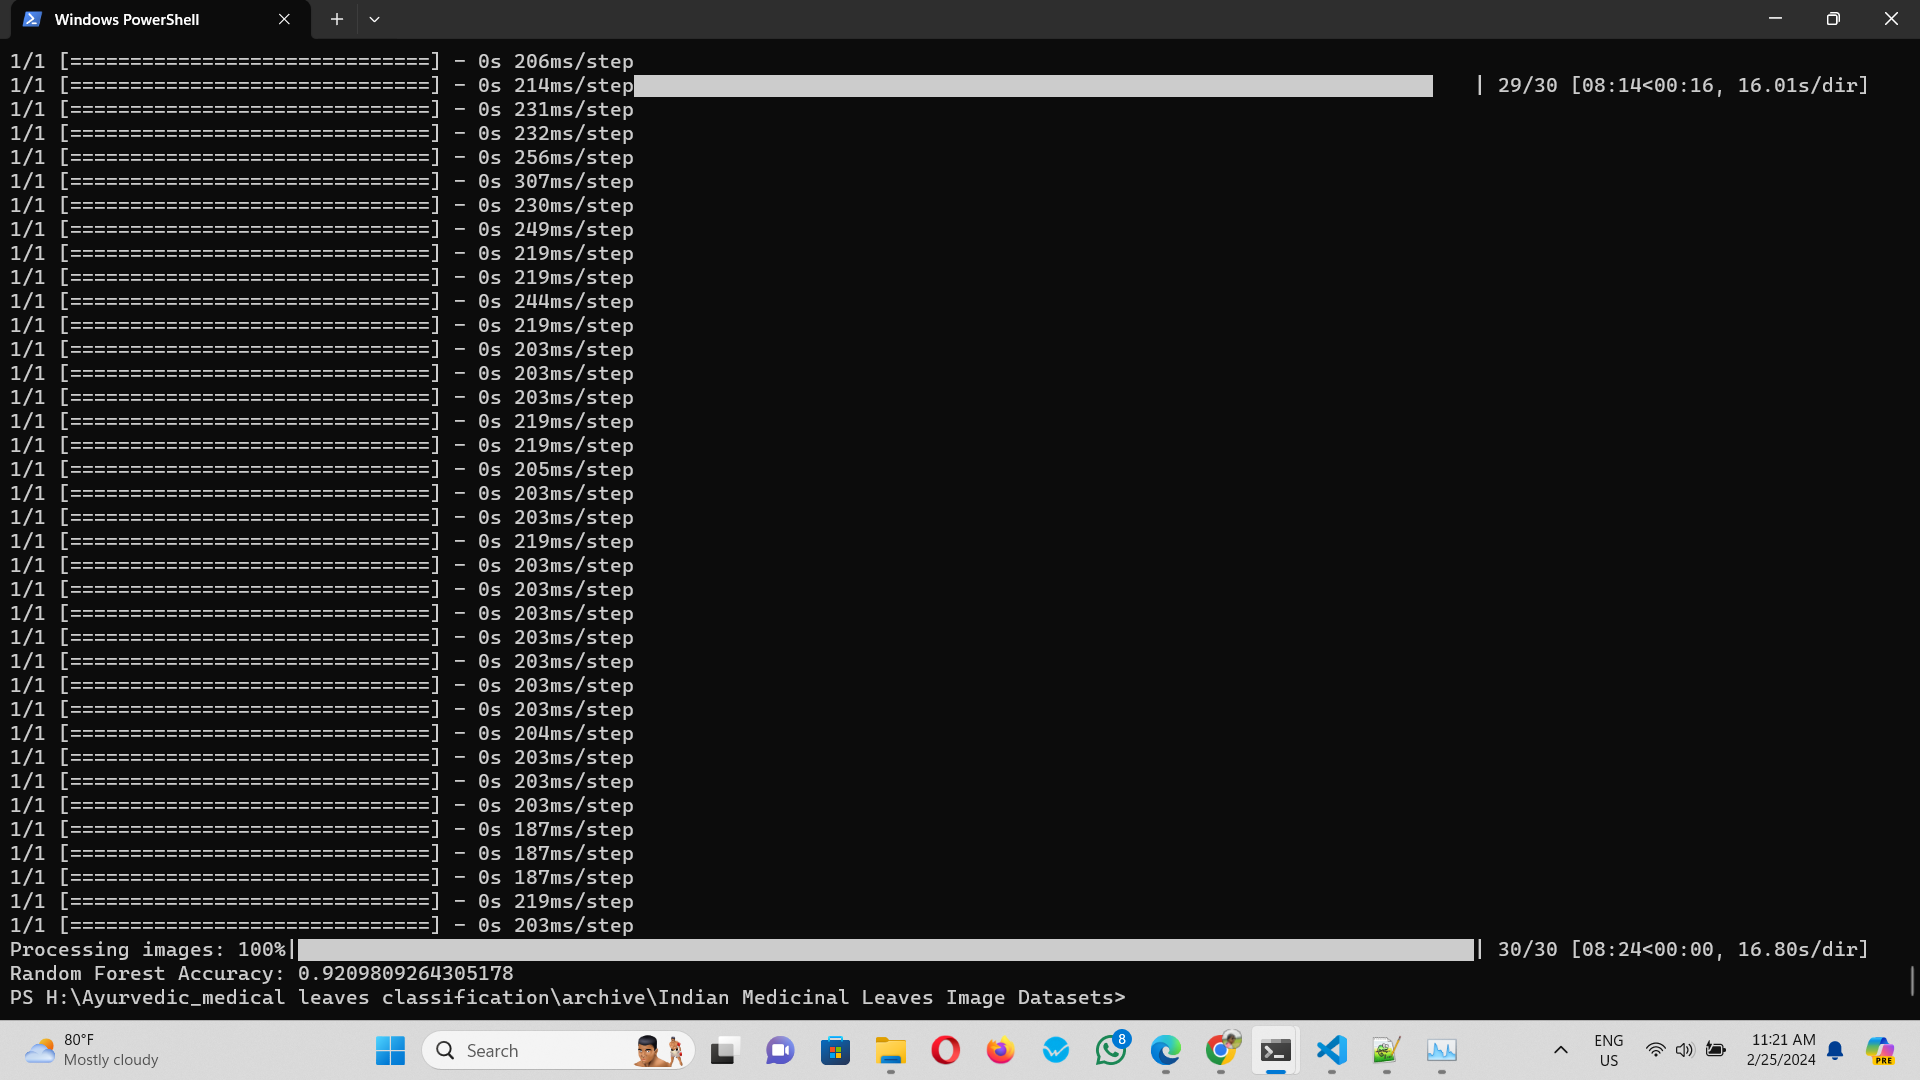 Windows PowerShell
1/1 [==============================] - 0s 206ms/step
1/1 [==============================] - 0s 214ms/step | 29/30 [08:14<00:16, 16.01s/dir]
1/1 [==============================] - 0s 231ms/step
1/1 [==============================] - 0s 232ms/step
1/1 [==============================] - 0s 256ms/step
1/1 [==============================] - 0s 307ms/step
1/1 [==============================] - 0s 230ms/step
1/1 [==============================] - 0s 249ms/step
1/1 [==============================] - 0s 219ms/step
1/1 [==============================] - 0s 219ms/step
1/1 [==============================] - 0s 244ms/step
1/1 [==============================] - 0s 219ms/step
1/1 [==============================] - 0s 203ms/step
1/1 [==============================] - 0s 203ms/step
1/1 [==============================] - 0s 203ms/step
1/1 [==============================] - 0s 219ms/step
1/1 [==============================] - 0s 219ms/step
1/1 [==============================] - 0s 205ms/step
1/1 [==============================] - 0s 203ms/step
1/1 [==============================] - 0s 203ms/step
1/1 [==============================] - 0s 219ms/step
1/1 [==============================] - 0s 203ms/step
1/1 [==============================] - 0s 203ms/step
1/1 [==============================] - 0s 203ms/step
1/1 [==============================] - 0s 203ms/step
1/1 [==============================] - 0s 203ms/step
1/1 [==============================] - 0s 203ms/step
1/1 [==============================] - 0s 203ms/step
1/1 [==============================] - 0s 204ms/step
1/1 [==============================] - 0s 203ms/step
1/1 [==============================] - 0s 203ms/step
1/1 [==============================] - 0s 203ms/step
1/1 [==============================] - 0s 187ms/step
1/1 [==============================] - 0s 187ms/step
1/1 [==============================] - 0s 187ms/step
1/1 [==============================] - 0s 219ms/step
1/1 [==============================] - 0s 203ms/step
Processing images: 100%| | 30/30 [08:24<00:00, 16.80s/dir]
Random Forest Accuracy: 0.9209809264305178
PS H:\Ayurvedic_medical leaves classification\archive\Indian Medicinal Leaves Image Datasets>
80°F
Mostly cloudy
Search
8
ENG
US
11:21 AM
2/25/2024
PRE